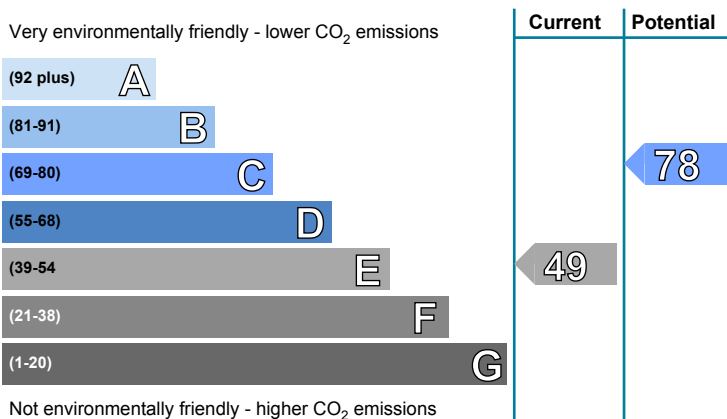 Very environmentally friendly - lower CO2 emissions
Current
Potential
(92 plus) A
(81-91) B
(69-80) C
78
(55-68) D
(39-54 E
49
(21-38) F
(1-20) G
Not environmentally friendly - higher CO2 emissions